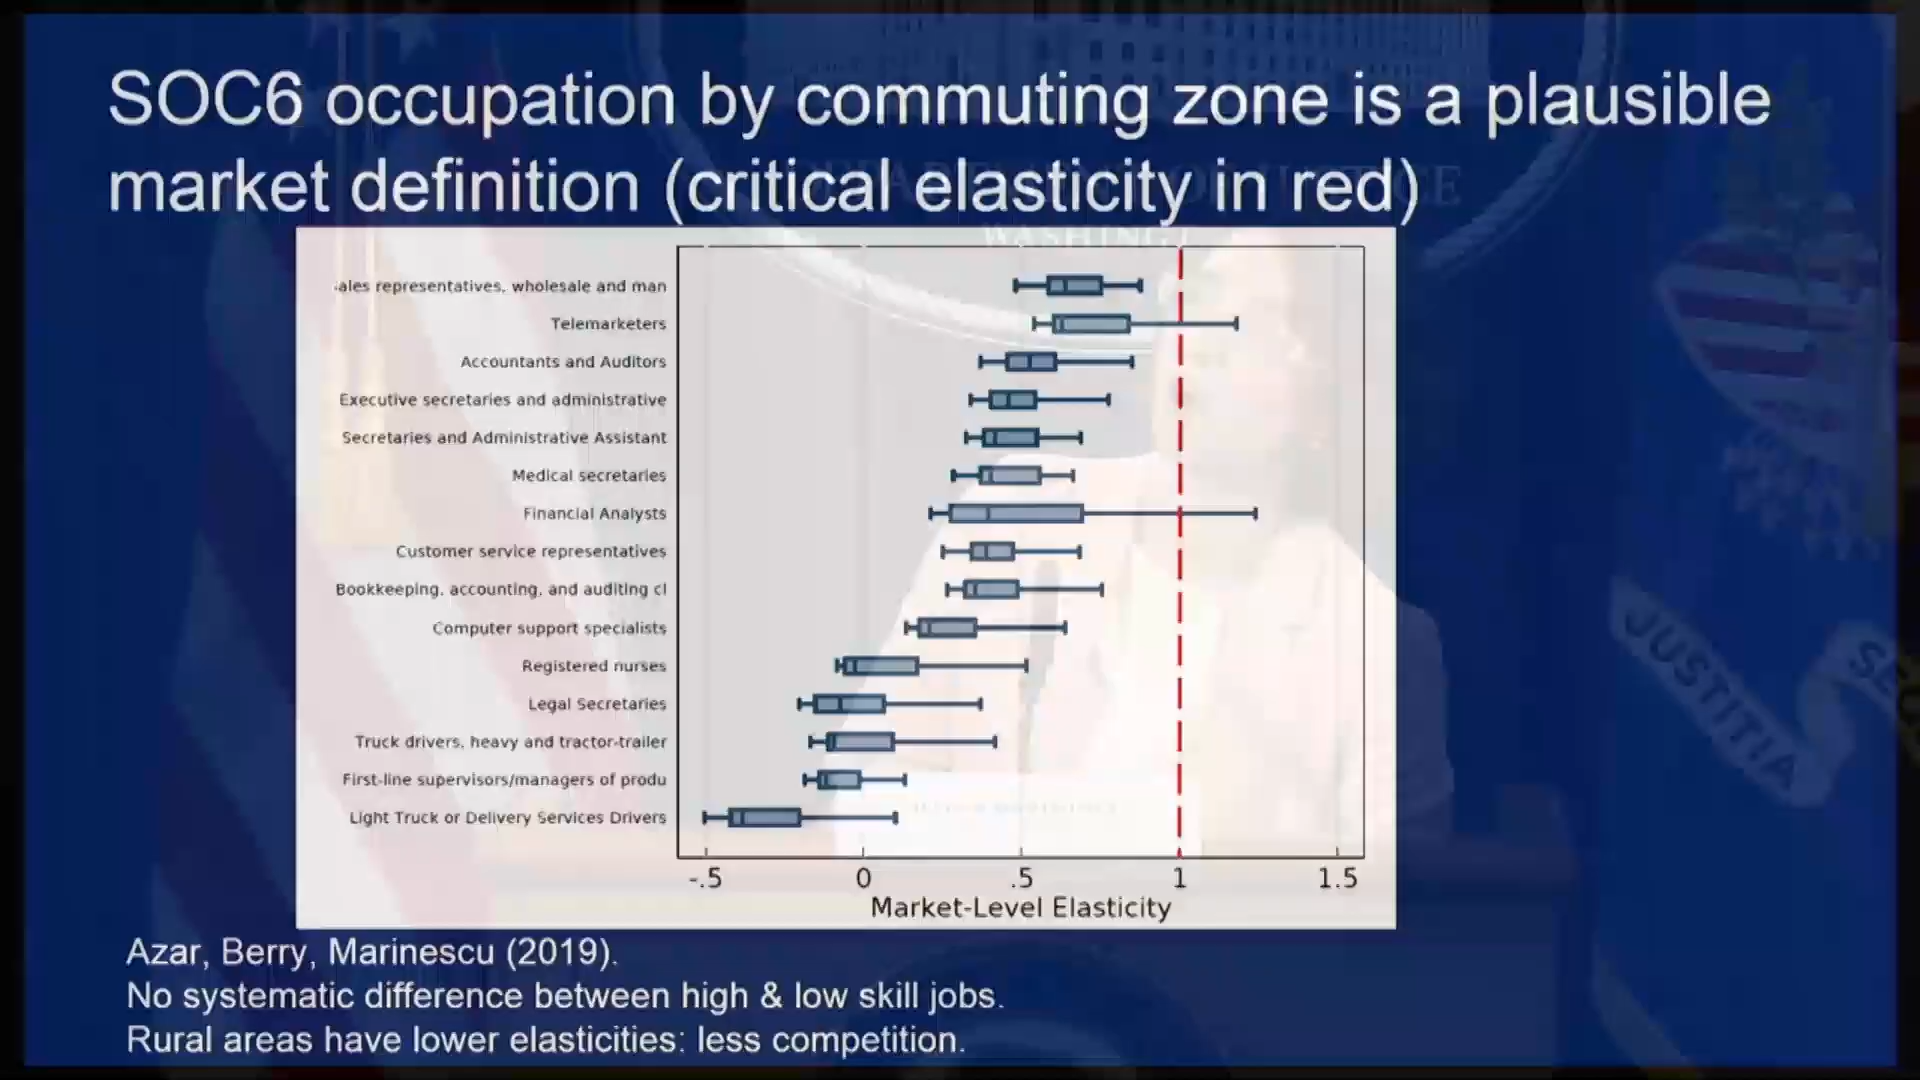 SOC6 occupation by commuting zone is a plausible
market definition (critical elasticity in red)
ales representatives, wholesale and man
Telemarketers
Accountants and Auditors
Executive secretaries and administrative
Secretaries and Administrative Assistant
Medical secretaries
Financial Analysts
Customer service representatives
Bookkeeping, accounting, and auditing cl
Computer support specialists
Registered nurses
Legal Secretaries
Truck drivers, heavy and tractor-trailer
First-line supervisors/managers of produ
Light Truck or Delivery Services Drivers
-.5 0 .5 1 1.5
Market-Level Elasticity
Azar, Berry, Marinescu (2019).
No systematic difference between high & low skill jobs.
Rural areas have lower elasticities: less competition.
JUSTITIA